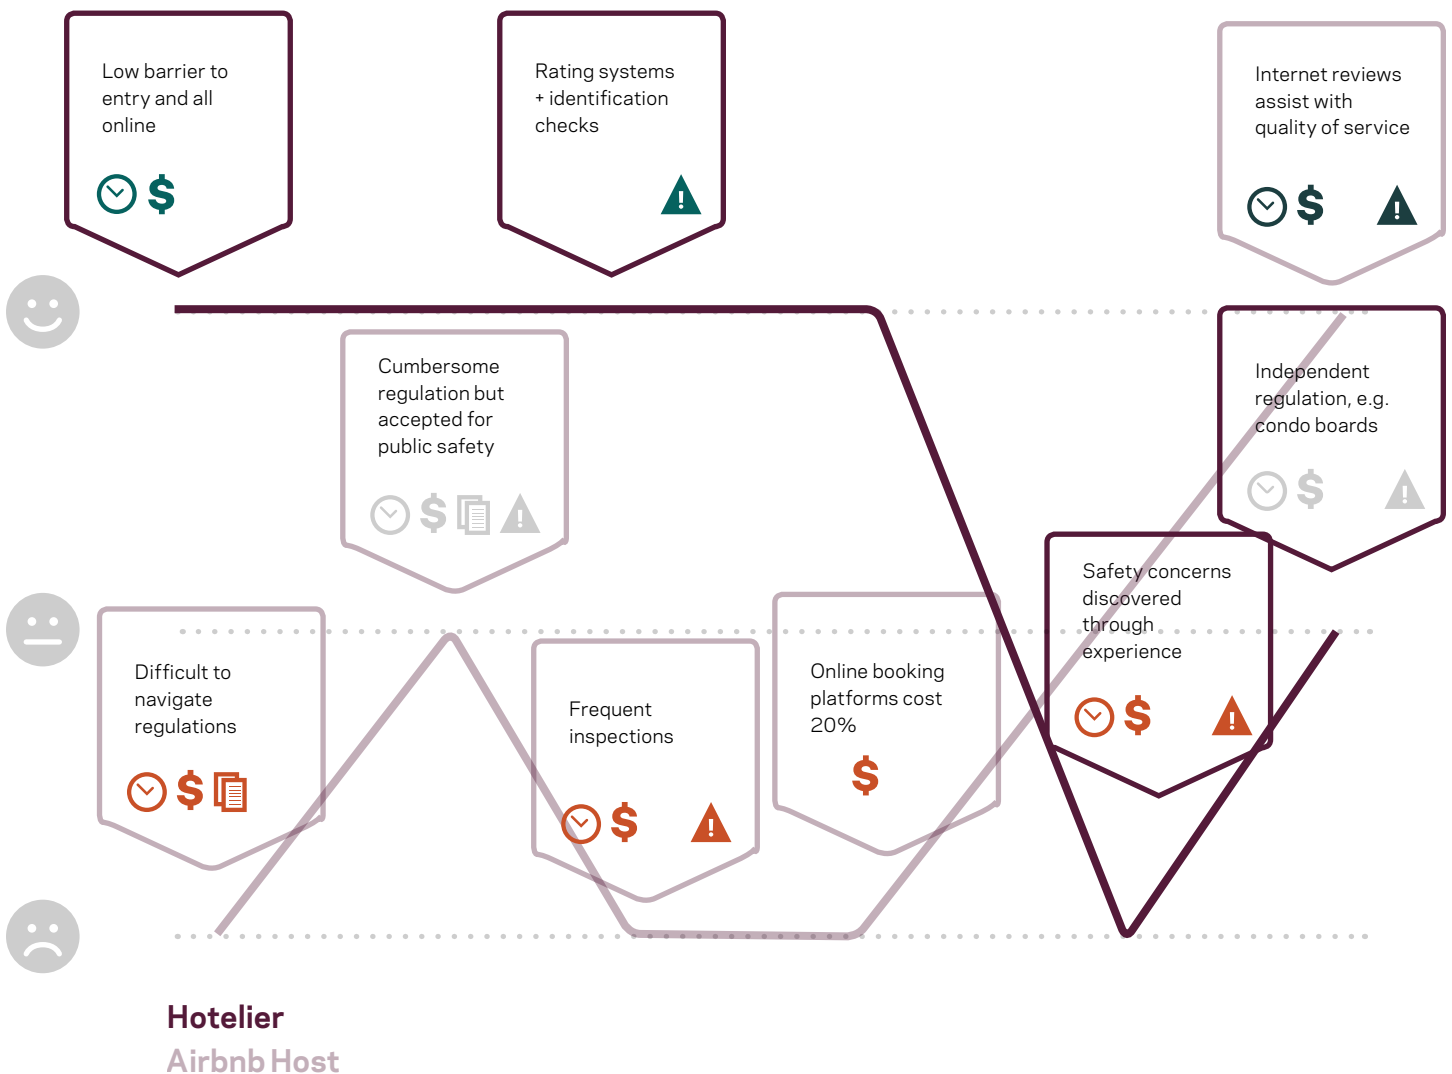 Low barrier to
entry and all
online
Rating systems
+ identification
checks
Internet reviews
assist with
quality of service
Cumbersome
regulation but
accepted for
public safety
Independent
regulation, e.g.
condo boards
Difficult to
navigate
regulations
Frequent
inspections
Online booking
platforms cost
20%
Safety concerns
discovered
through
experience
Hotelier
Airbnb Host